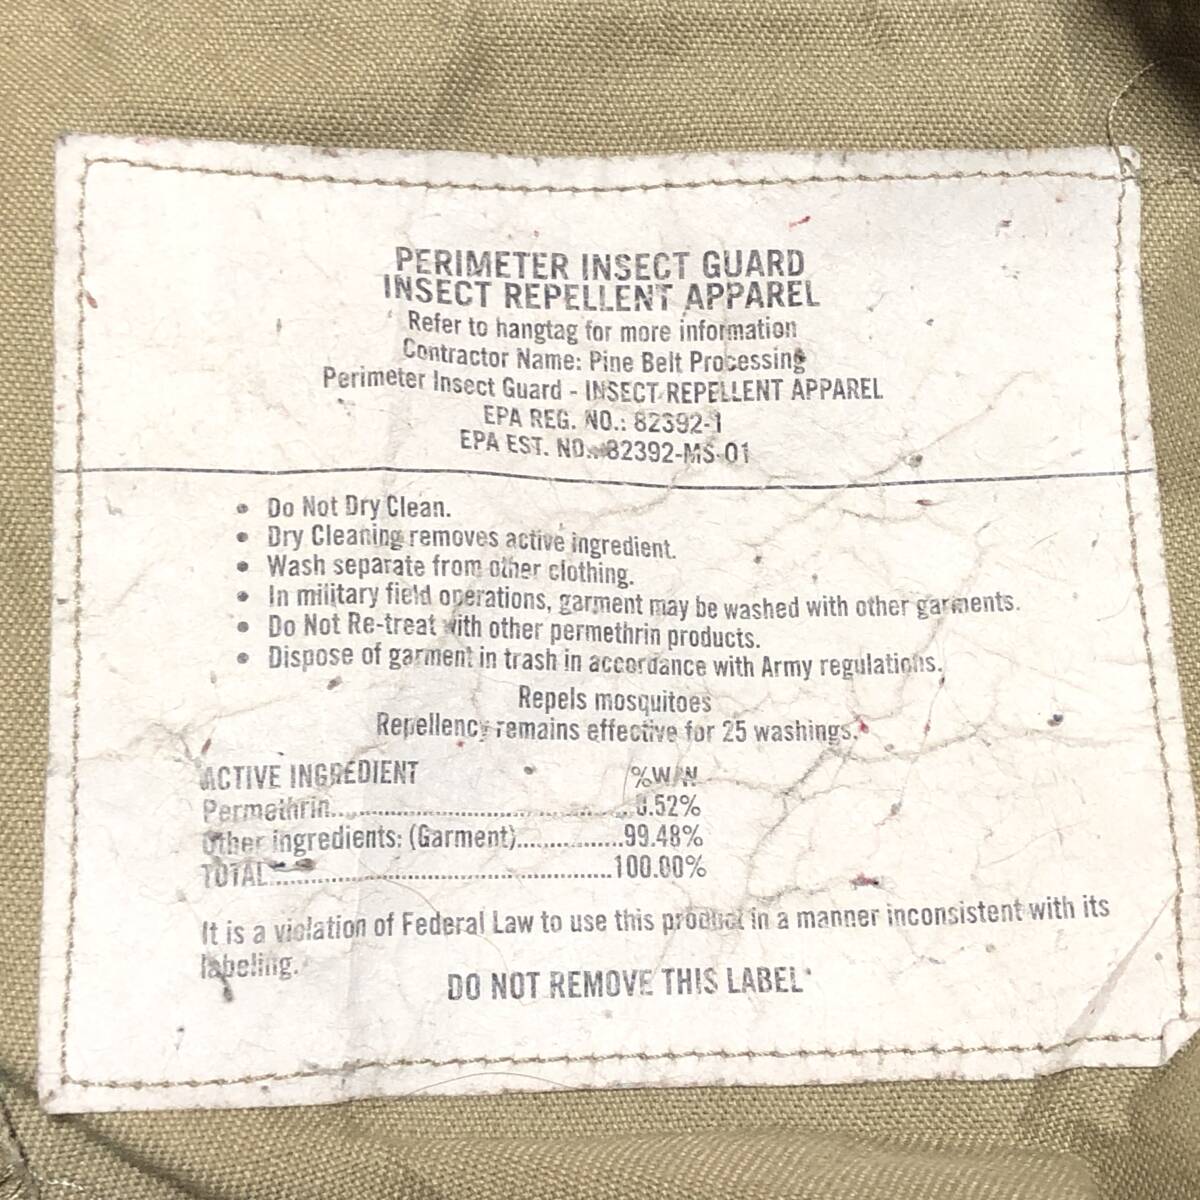 PERIMETER INSECT GUARD
INSECT REPELLENT APPAREL
Refer to hangtag for more information
Contractor Name: Pine Belt Processing
Perimeter Insect Guard - INSECT REPELLENT APPAREL
EPA REG. NO.: 82392-1
EPA EST. NO.: 82392-MS-01
• Do Not Dry Clean.
• Dry Cleaning removes active ingredient.
• Wash separate from other clothing.
• In military field operations, garment may be washed with other garments.
• Do Not Re-treat with other permethrin products.
• Dispose of garment in trash in accordance with Army regulations.
Repels mosquitoes
Repellency remains effective for 25 washings.
ACTIVE INGREDIENT %W/W
Permethrin.......................................0.52%
Other ingredients: (Garment)................99.48%
TOTAL..............................................100.00%
It is a violation of Federal Law to use this product in a manner inconsistent with its
labeling.
DO NOT REMOVE THIS LABEL